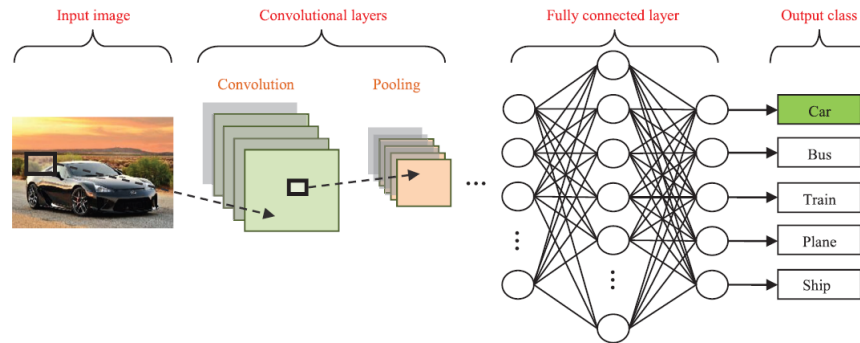 Input image
Convolutional layers
Fully connected layer
Output class
Convolution
Pooling
Car
Bus
Train
Plane
Ship